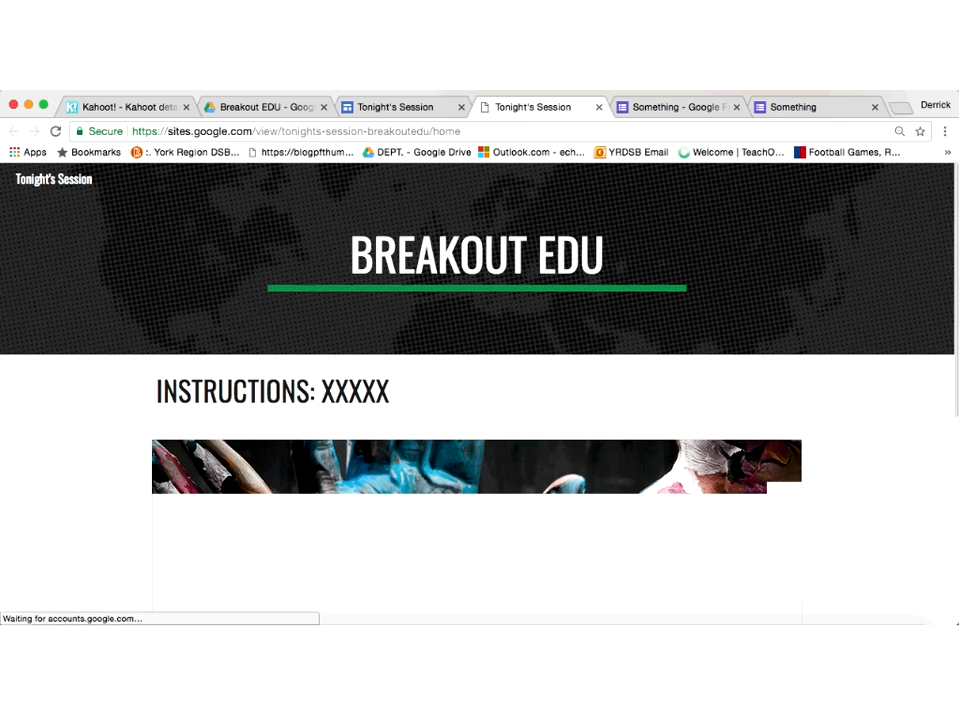 Kahoot! - Kahoot deta
Breakout EDU - Goog
Tonight's Session
Tonight's Session
Something - Google F
Something
Derrick
Secure
https://sites.google.com/view/tonights-session-breakoutedu/home
Apps
Bookmarks
:. York Region DSB...
https://blogpfthum...
DEPT. - Google Drive
Outlook.com - ech...
YRDSB Email
Welcome | TeachO...
Football Games, R...
»
Tonight's Session
BREAKOUT EDU
INSTRUCTIONS: XXXXX
Waiting for accounts.google.com...